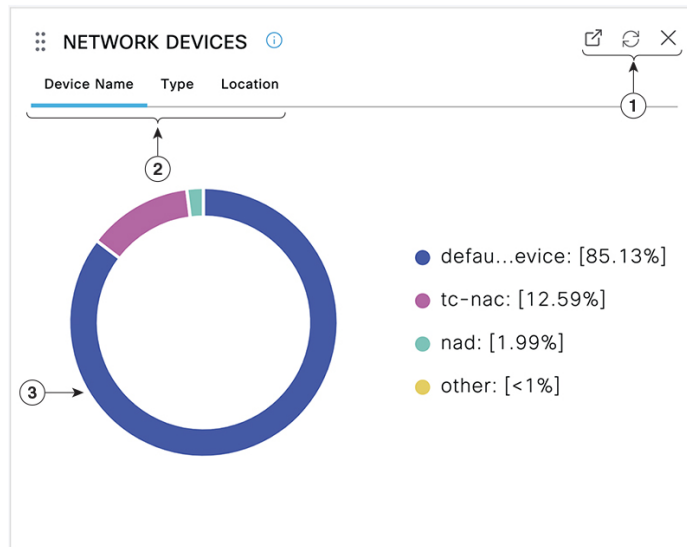 NETWORK DEVICES
1
Device Name Type Location
2
defau...evice: [85.13%]
tc-nac: [12.59%]
nad: [1.99%]
other: [<1%]
3